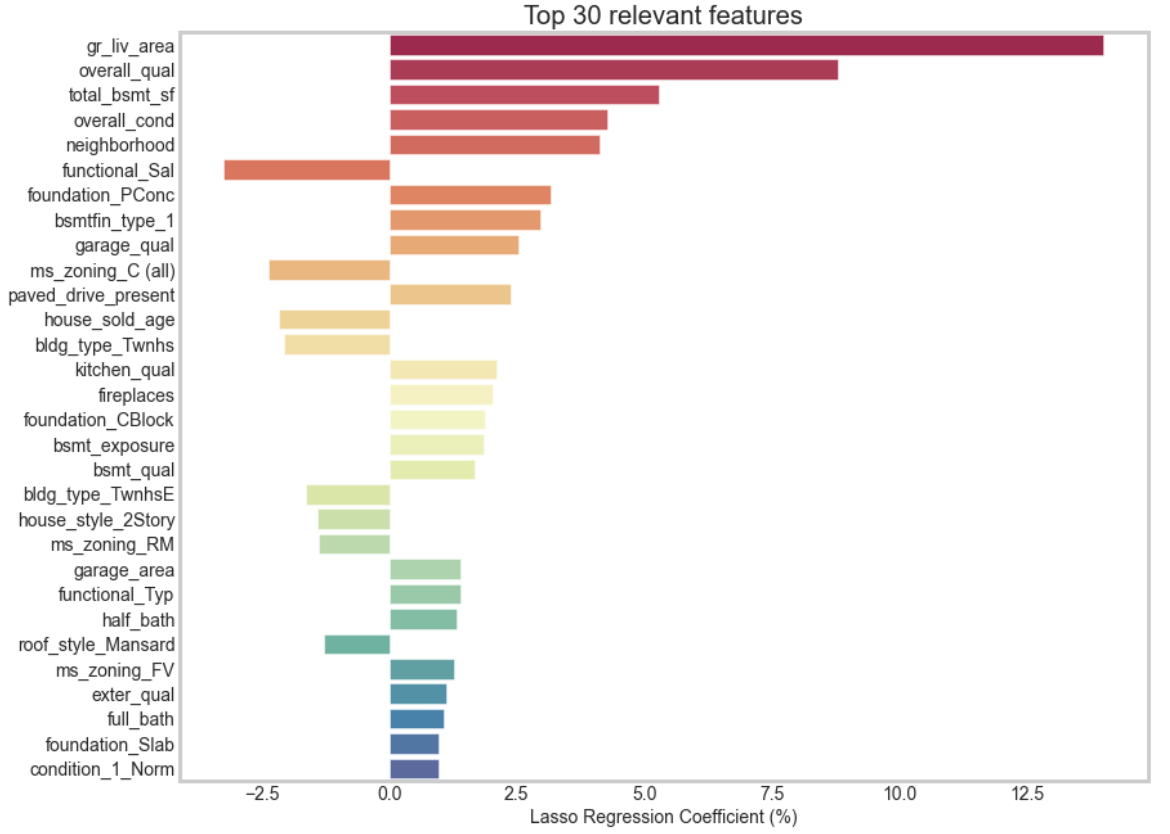 Top 30 relevant features
gr_liv_area
overall_qual
total_bsmt_sf
overall_cond
neighborhood
functional_Sal
foundation_PConc
bsmtfin_type_1
garage_qual
ms_zoning_C (all)
paved_drive_present
house_sold_age
bldg_type_Twnhs
kitchen_qual
fireplaces
foundation_CBlock
bsmt_exposure
bsmt_qual
bldg_type_TwnhsE
house_style_2Story
ms_zoning_RM
garage_area
functional_Typ
half_bath
roof_style_Mansard
ms_zoning_FV
exter_qual
full_bath
foundation_Slab
condition_1_Norm
−2.5 0.0 2.5 5.0 7.5 10.0 12.5
Lasso Regression Coefficient (%)